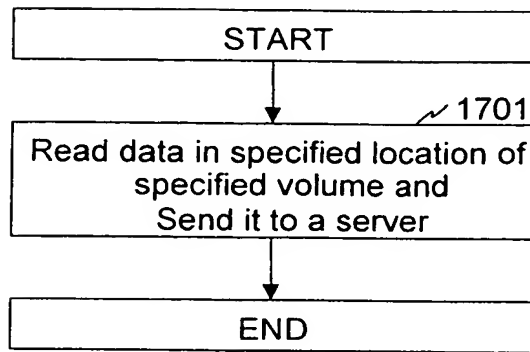 START
1701
Read data in specified location of
specified volume and
Send it to a server
END